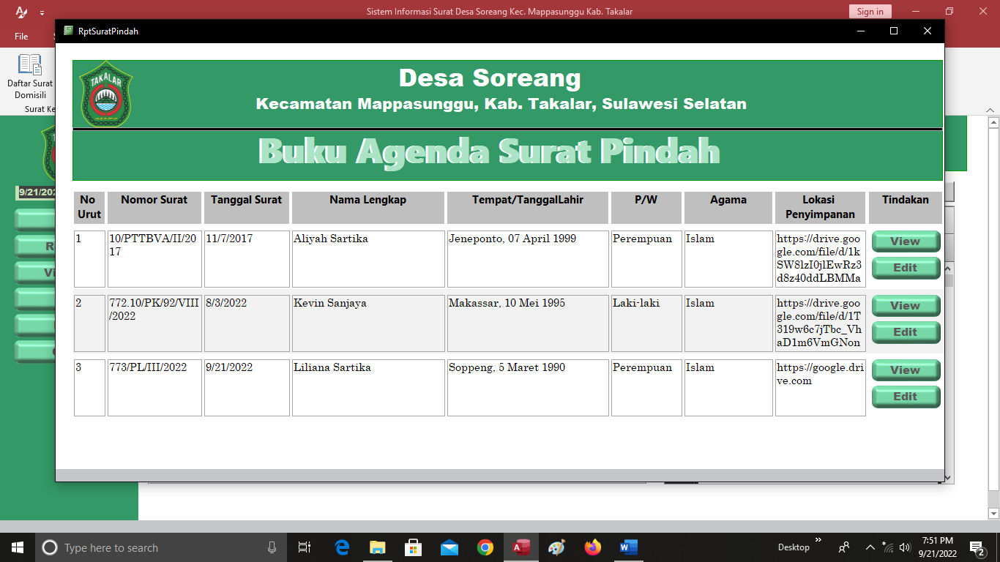 Sistem Informasi Surat Desa Soreang Kec. Mappasunggu Kab. Takalar
Sign in
RptSuratPindah
File
Daftar Surat
Domisili
Surat Ke
TAKALAR
Desa Soreang
Kecamatan Mappasunggu, Kab. Takalar, Sulawesi Selatan
Buku Agenda Surat Pindah
9/21/202
No Urut Nomor Surat Tanggal Surat Nama Lengkap Tempat/TanggalLahir P/W Agama Lokasi Penyimpanan Tindakan
1 10/PTTBVA/II/2017 11/7/2017 Aliyah Sartika Jeneponto, 07 April 1999 Perempuan Islam https://drive.google.com/file/d/1kSW8lzI0jlEwRz3d8z40ddLBMMa View
Edit
2 772.10/PK/92/VIII/2022 8/3/2022 Kevin Sanjaya Makassar, 10 Mei 1995 Laki-laki Islam https://drive.google.com/file/d/1T319w6c7jTbc_VhaD1m6VmGNon View
Edit
3 773/PL/III/2022 9/21/2022 Liliana Sartika Soppeng, 5 Maret 1990 Perempuan Islam https://google.drive.com View
Edit
Type here to search
Desktop
7:51 PM
9/21/2022
2